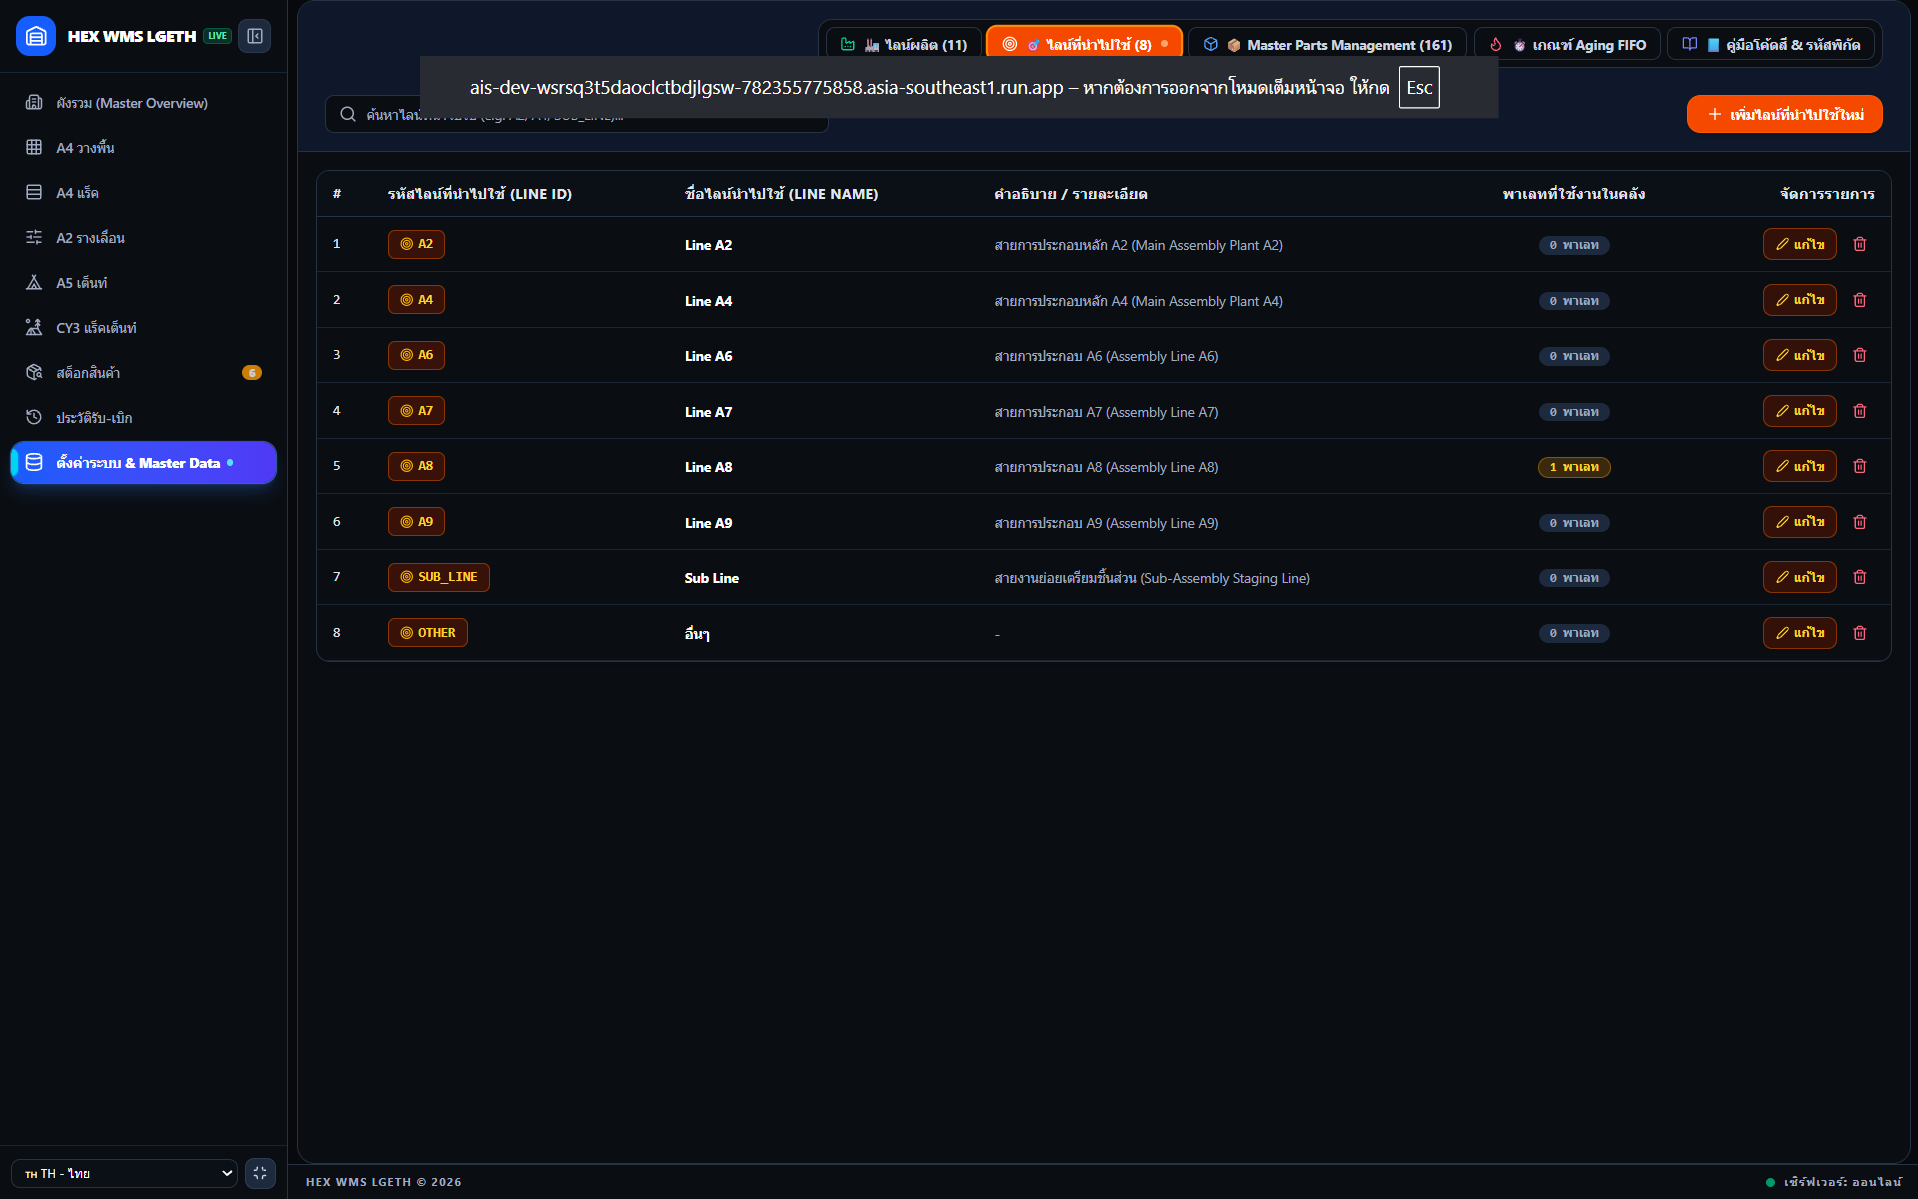 HEX WMS LGETH LIVE
ผังรวม (Master Overview)
A4 วางพื้น
A4 แร็ค
A2 รางเลื่อน
A5 เต็นท์
CY3 แร็คเต็นท์
สต็อกสินค้า 6
ประวัติรับ-เบิก
ตั้งค่าระบบ & Master Data
TH TH - ไทย
ไลน์ผลิต (11)
ไลน์ที่นำไปใช้ (8)
Master Parts Management (161)
เกณฑ์ Aging FIFO
คู่มือโค้ดสี & รหัสพิกัด
ais-dev-wsrsq3t5daoclctbdjlgsw-782355775858.asia-southeast1.run.app – หากต้องการออกจากโหมดเต็มหน้าจอ ให้กด Esc
เพิ่มไลน์ที่นำไปใช้ใหม่
# รหัสไลน์ที่นำไปใช้ (LINE ID) ชื่อไลน์นำไปใช้ (LINE NAME) คำอธิบาย / รายละเอียด พาเลทที่ใช้งานในคลัง จัดการรายการ
1 A2 Line A2 สายการประกอบหลัก A2 (Main Assembly Plant A2) 0 พาเลท แก้ไข
2 A4 Line A4 สายการประกอบหลัก A4 (Main Assembly Plant A4) 0 พาเลท แก้ไข
3 A6 Line A6 สายการประกอบ A6 (Assembly Line A6) 0 พาเลท แก้ไข
4 A7 Line A7 สายการประกอบ A7 (Assembly Line A7) 0 พาเลท แก้ไข
5 A8 Line A8 สายการประกอบ A8 (Assembly Line A8) 1 พาเลท แก้ไข
6 A9 Line A9 สายการประกอบ A9 (Assembly Line A9) 0 พาเลท แก้ไข
7 SUB_LINE Sub Line สายงานย่อยเตรียมชิ้นส่วน (Sub-Assembly Staging Line) 0 พาเลท แก้ไข
8 OTHER อื่นๆ - 0 พาเลท แก้ไข
HEX WMS LGETH © 2026
เซิร์ฟเวอร์: ออนไลน์